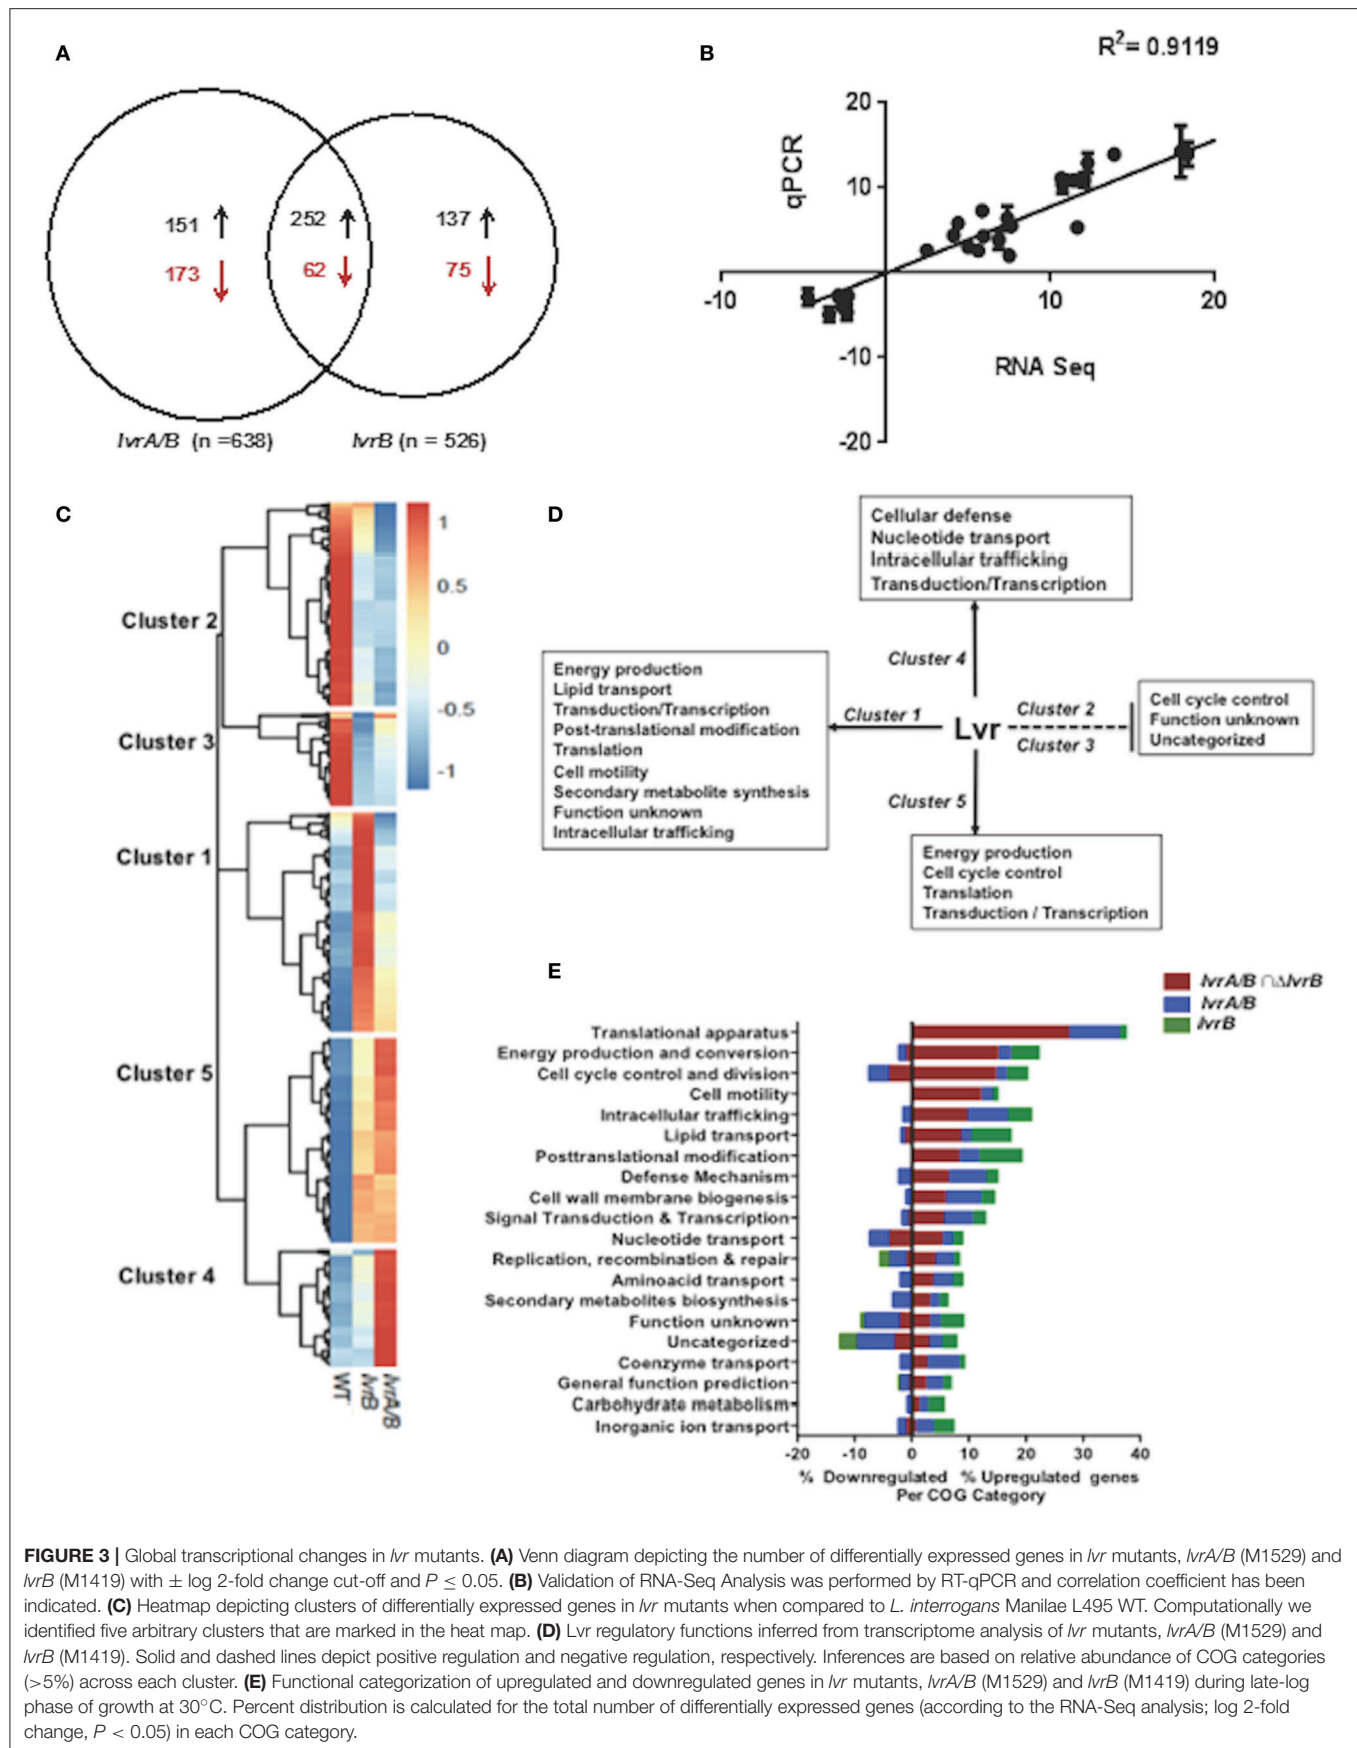 A
151
173
252
62
137
75
lvrA/B (n =638)
lvrB (n = 526)
B
R2= 0.9119
qPCR
20
10
-10
10
20
-10
-20
RNA Seq
C
Cluster 2
Cluster 3
Cluster 1
Cluster 5
Cluster 4
1
0.5
0
-0.5
-1
WT
lvrB
lvrA/B
D
Cellular defense
Nucleotide transport
Intracellular trafficking
Transduction/Transcription
Cluster 4
Energy production
Lipid transport
Transduction/Transcription
Post-translational modification
Translation
Cell motility
Secondary metabolite synthesis
Function unknown
Intracellular trafficking
Cluster 1
Lvr
Cluster 2
Cluster 3
Cell cycle control
Function unknown
Uncategorized
Cluster 5
Energy production
Cell cycle control
Translation
Transduction / Transcription
E
lvrA/B ∩ΔlvrB
lvrA/B
lvrB
Translational apparatus
Energy production and conversion
Cell cycle control and division
Cell motility
Intracellular trafficking
Lipid transport
Posttranslational modification
Defense Mechanism
Cell wall membrane biogenesis
Signal Transduction & Transcription
Nucleotide transport
Replication, recombination & repair
Aminoacid transport
Secondary metabolites biosynthesis
Function unknown
Uncategorized
Coenzyme transport
General function prediction
Carbohydrate metabolism
Inorganic ion transport
-20 -10 0 10 20 30 40
% Downregulated % Upregulated genes
Per COG Category
FIGURE 3 | Global transcriptional changes in lvr mutants. (A) Venn diagram depicting the number of differentially expressed genes in lvr mutants, lvrA/B (M1529) and
lvrB (M1419) with ± log 2-fold change cut-off and P ≤ 0.05. (B) Validation of RNA-Seq Analysis was performed by RT-qPCR and correlation coefficient has been
indicated. (C) Heatmap depicting clusters of differentially expressed genes in lvr mutants when compared to L. interrogans Manilae L495 WT. Computationally we
identified five arbitrary clusters that are marked in the heat map. (D) Lvr regulatory functions inferred from transcriptome analysis of lvr mutants, lvrA/B (M1529) and
lvrB (M1419). Solid and dashed lines depict positive regulation and negative regulation, respectively. Inferences are based on relative abundance of COG categories
(>5%) across each cluster. (E) Functional categorization of upregulated and downregulated genes in lvr mutants, lvrA/B (M1529) and lvrB (M1419) during late-log
phase of growth at 30°C. Percent distribution is calculated for the total number of differentially expressed genes (according to the RNA-Seq analysis; log 2-fold
change, P < 0.05) in each COG category.